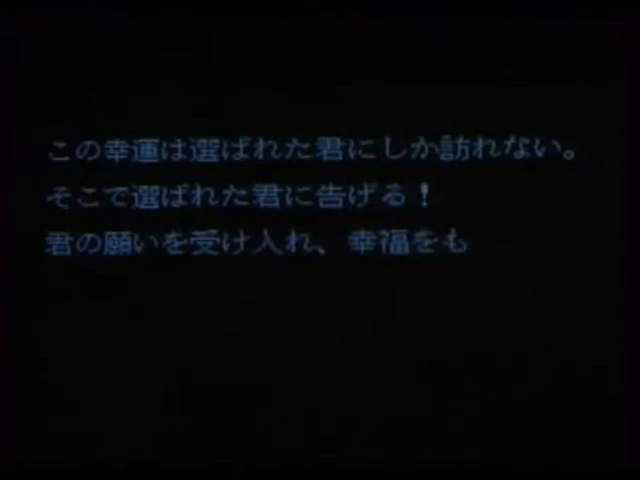 この幸運は選ばれた君にしか訪れない。
そこで選ばれた君に告げる！
君の願いを受け入れ、幸福をも